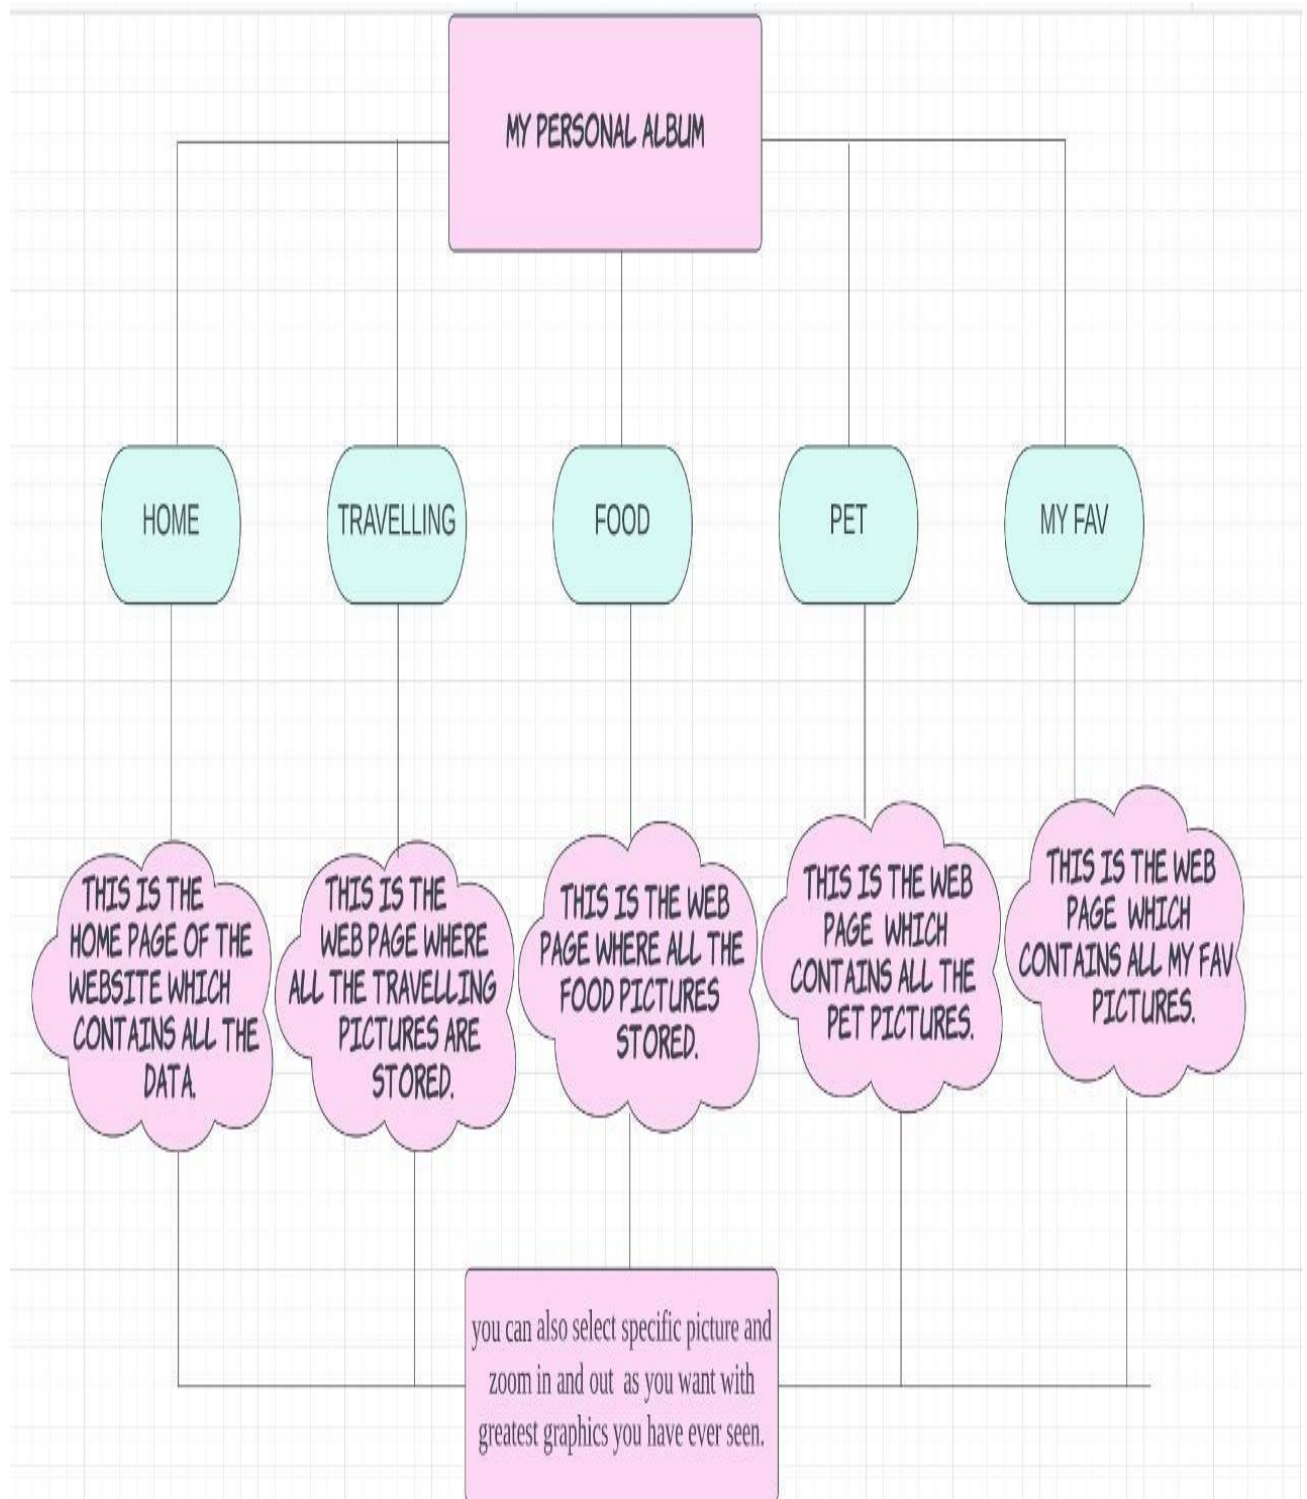 MY PERSONAL ALBUM
HOME
TRAVELLING
FOOD
PET
MY FAV
THIS IS THE
HOME PAGE OF THE
WEBSITE WHICH
CONTAINS ALL THE
DATA.
THIS IS THE
WEB PAGE WHERE
ALL THE TRAVELLING
PICTURES ARE
STORED.
THIS IS THE WEB
PAGE WHERE ALL THE
FOOD PICTURES
STORED.
THIS IS THE WEB
PAGE WHICH
CONTAINS ALL THE
PET PICTURES.
THIS IS THE WEB
PAGE WHICH
CONTAINS ALL MY FAV
PICTURES.
you can also select specific picture and
zoom in and out as you want with
greatest graphics you have ever seen.